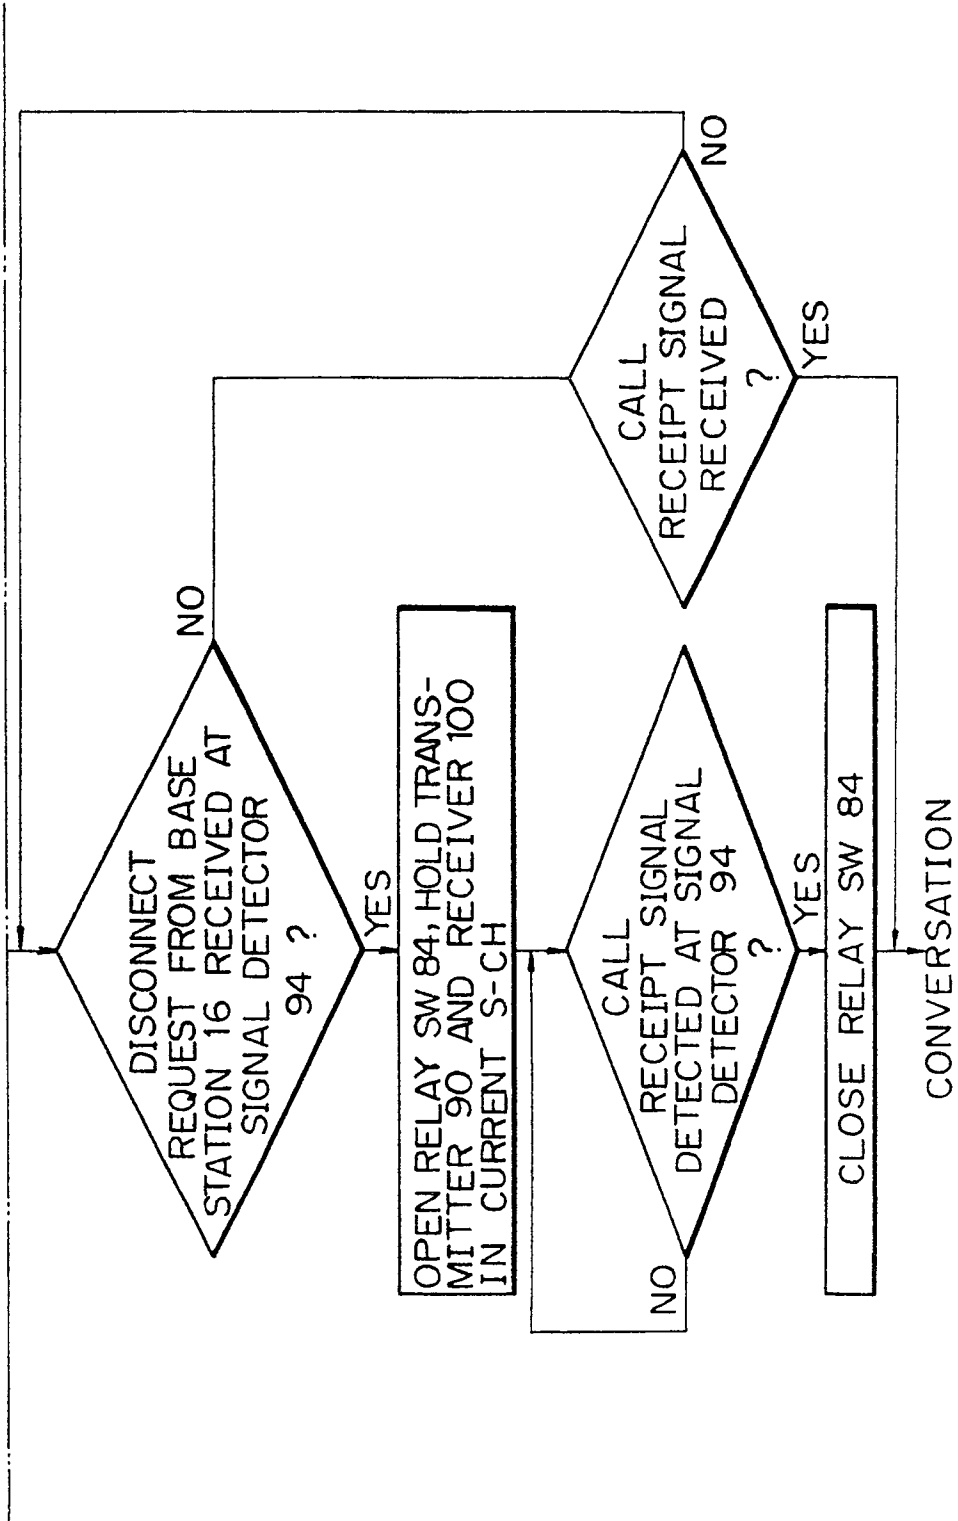 DISCONNECT
REQUEST FROM BASE
STATION 16 RECEIVED AT
SIGNAL DETECTOR
94 ?
NO
YES
OPEN RELAY SW 84, HOLD TRANS-
MITTER 90 AND RECEIVER 100
IN CURRENT S-CH
CALL
RECEIPT SIGNAL
DETECTED AT SIGNAL
DETECTOR 94
?
NO
YES
CALL
RECEIPT SIGNAL
RECEIVED
?
NO
YES
CLOSE RELAY SW 84
CONVERSATION